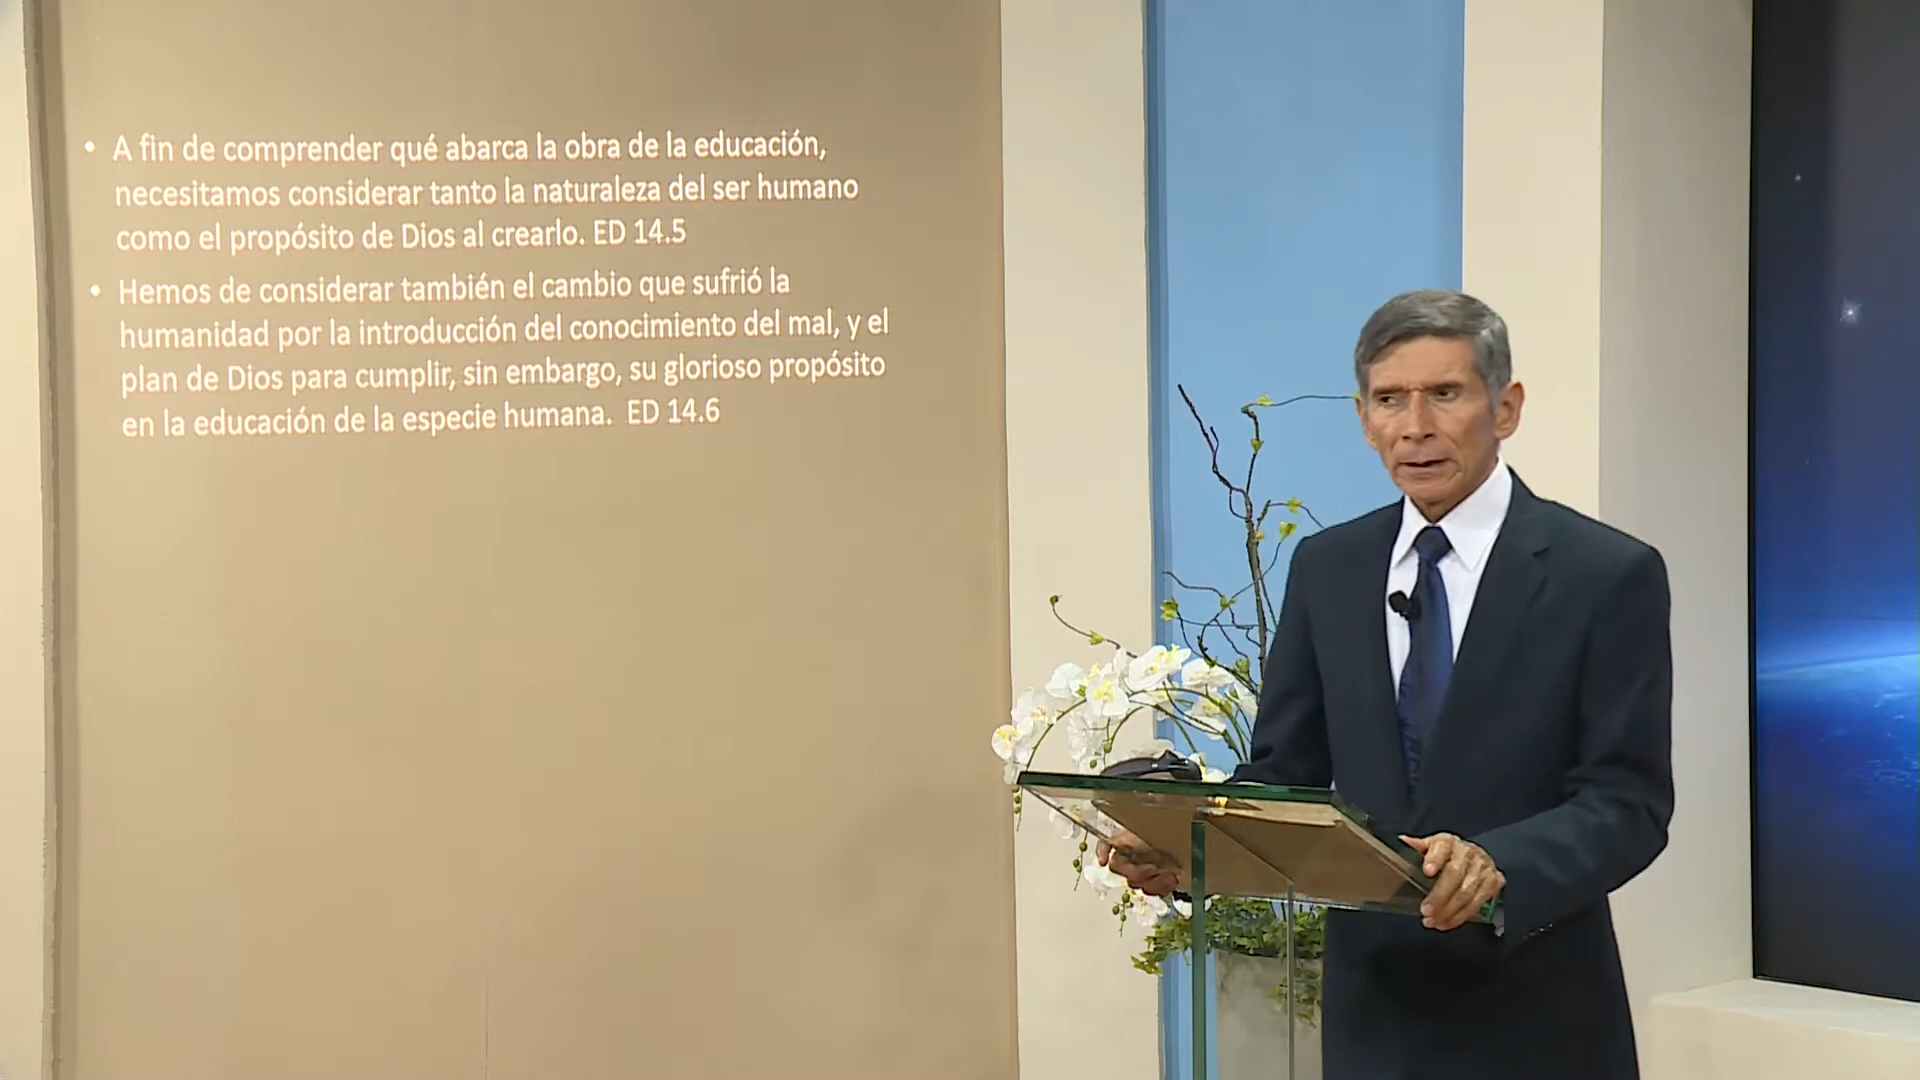 • A fin de comprender qué abarca la obra de la educación,
necesitamos considerar tanto la naturaleza del ser humano
como el propósito de Dios al crearlo. ED 14.5
• Hemos de considerar también el cambio que sufrió la
humanidad por la introducción del conocimiento del mal, y el
plan de Dios para cumplir, sin embargo, su glorioso propósito
en la educación de la especie humana. ED 14.6